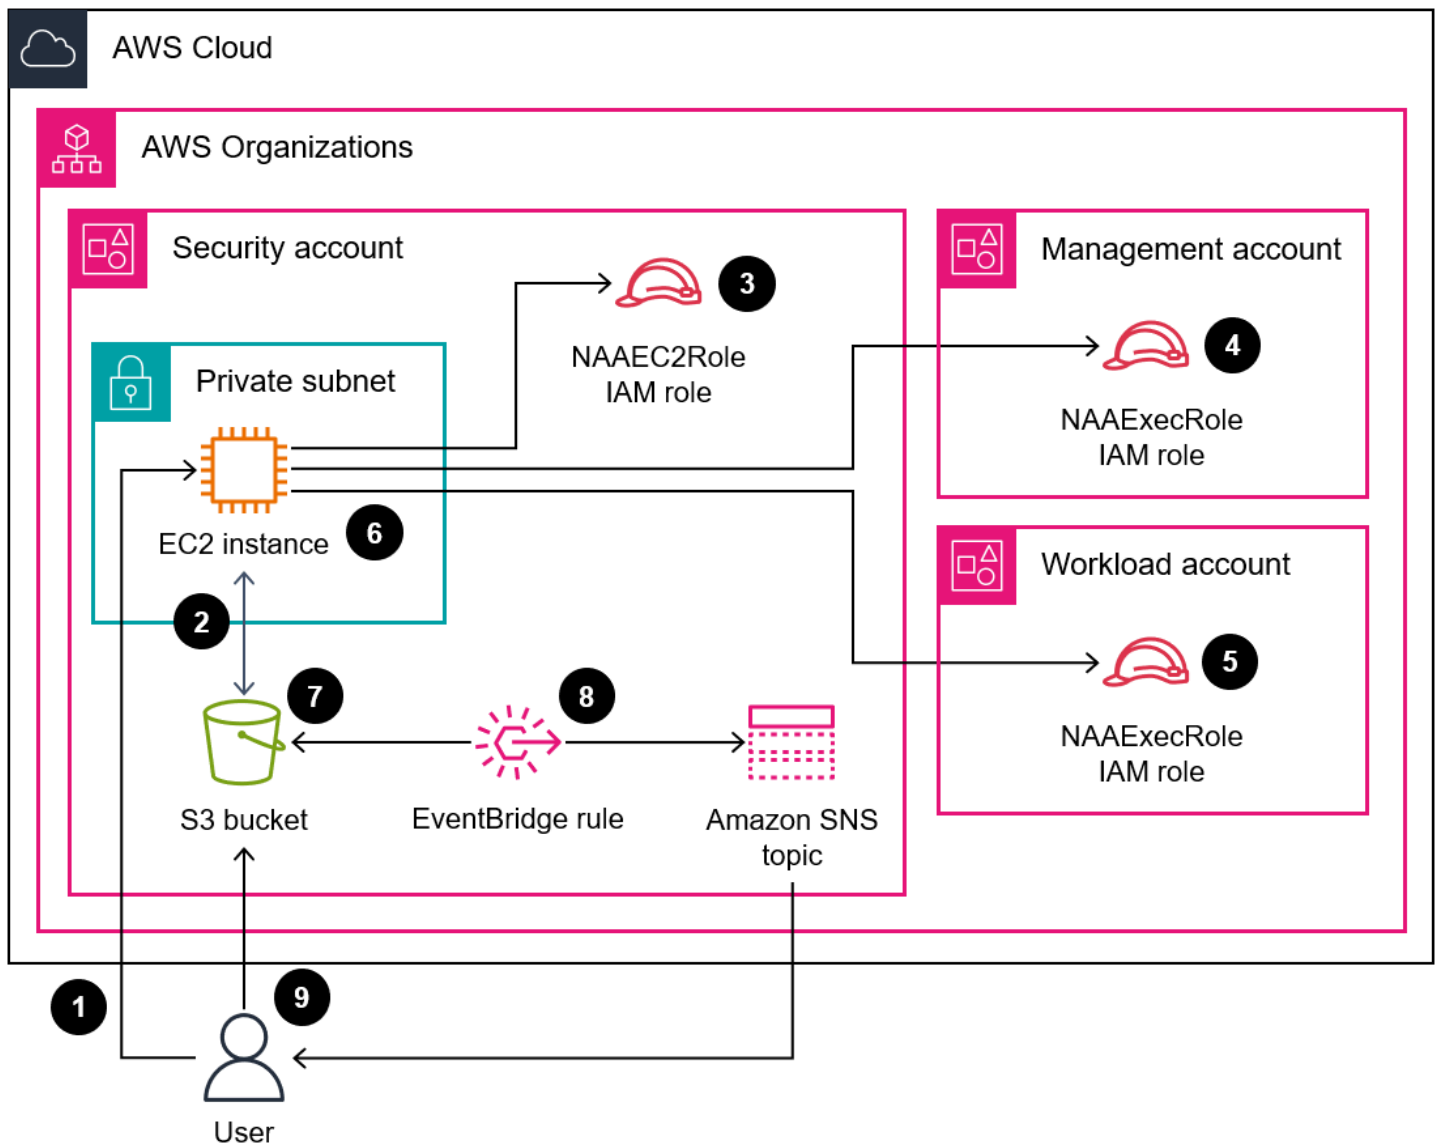 AWS Cloud
AWS Organizations
Security account
3
NAAEC2Role
IAM role
Private subnet
EC2 instance
6
2
7
8
S3 bucket
EventBridge rule
Amazon SNS
topic
Management account
4
NAAExecRole
IAM role
Workload account
5
NAAExecRole
IAM role
1
9
User